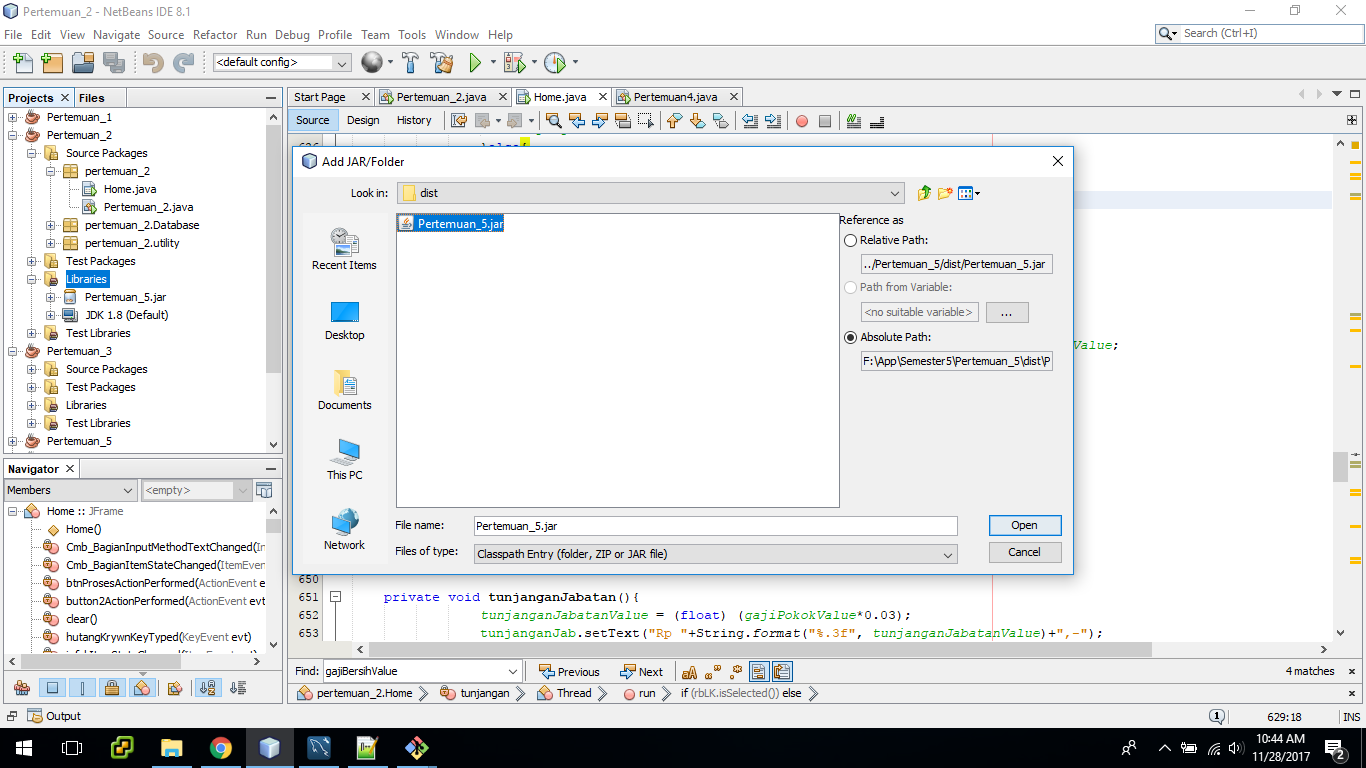 Pertemuan_2 - NetBeans IDE 8.1
File Edit View Navigate Source Refactor Run Debug Profile Team Tools Window Help
Search (Ctrl+I)
<default config>
Projects Files
Pertemuan_1
Pertemuan_2
Source Packages
pertemuan_2
Home.java
Pertemuan_2.java
pertemuan_2.Database
pertemuan_2.utility
Test Packages
Libraries
Pertemuan_5.jar
JDK 1.8 (Default)
Test Libraries
Pertemuan_3
Source Packages
Test Packages
Libraries
Test Libraries
Pertemuan_5
Navigator
Members <empty>
Home :: JFrame
Home()
Cmb_BagianInputMethodTextChanged(In
Cmb_BagianItemStateChanged(ItemEven
btnProsesActionPerformed(ActionEvent e
button2ActionPerformed(ActionEvent evt
clear()
hutangKrywnKeyTyped(KeyEvent evt)
Start Page Pertemuan_2.java Home.java Pertemuan4.java
Source Design History
Add JAR/Folder
Look in: dist
Recent Items
Desktop
Documents
This PC
Network
Pertemuan_5.jar
Reference as
Relative Path:
../Pertemuan_5/dist/Pertemuan_5.jar
Path from Variable:
<no suitable variable> ...
Absolute Path:
F:\App\Semester5\Pertemuan_5\dist\P
File name: Pertemuan_5.jar Open
Files of type: Classpath Entry (folder, ZIP or JAR file) Cancel
Value;
650
651 private void tunjanganJabatan(){
652 tunjanganJabatanValue = (float) (gajiPokokValue*0.03);
653 tunjanganJab.setText("Rp "+String.format("%.3f", tunjanganJabatanValue)+",-");
Find: gajiBersihValue Previous Next 4 matches
pertemuan_2.Home tunjangan Thread run if (rbLK.isSelected()) else
Output 1 629:18 INS
10:44 AM
11/28/2017
2